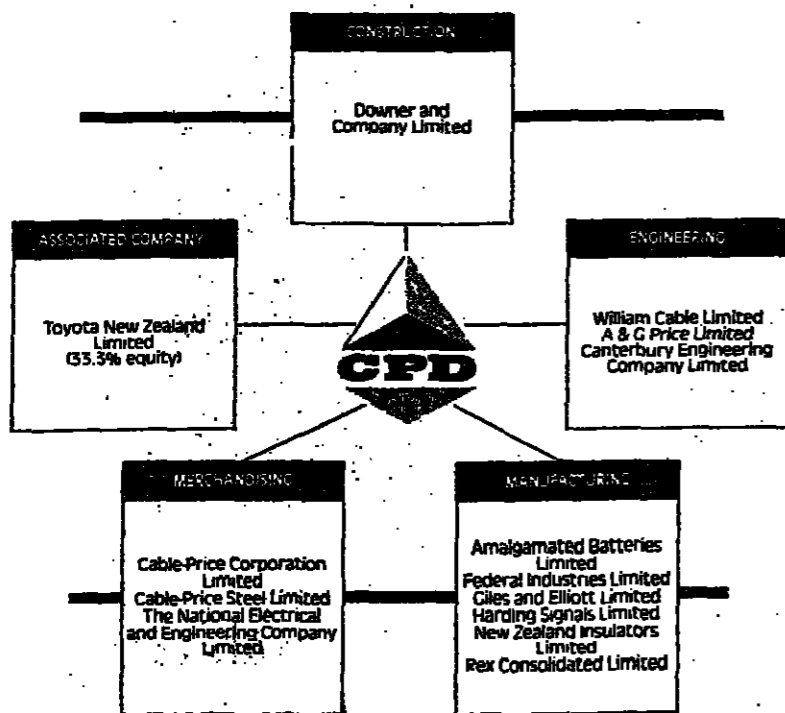 CONSTRUCTION
Downer and
Company Limited
ASSOCIATED COMPANY
Toyota New Zealand
Limited
(33.3% equity)
ENGINEERING
William Cable Limited
A & G Price Limited
Canterbury Engineering
Company Limited
CPD
MERCHANDISING
Cable-Price Corporation
Limited
Cable-Price Steel Limited
The National Electrical
and Engineering Company
Limited
MANUFACTURING
Amalgamated Batteries
Limited
Federal Industries Limited
Giles and Elliott Limited
Harding Signals Limited
New Zealand Insulators
Limited
Rex Consolidated Limited